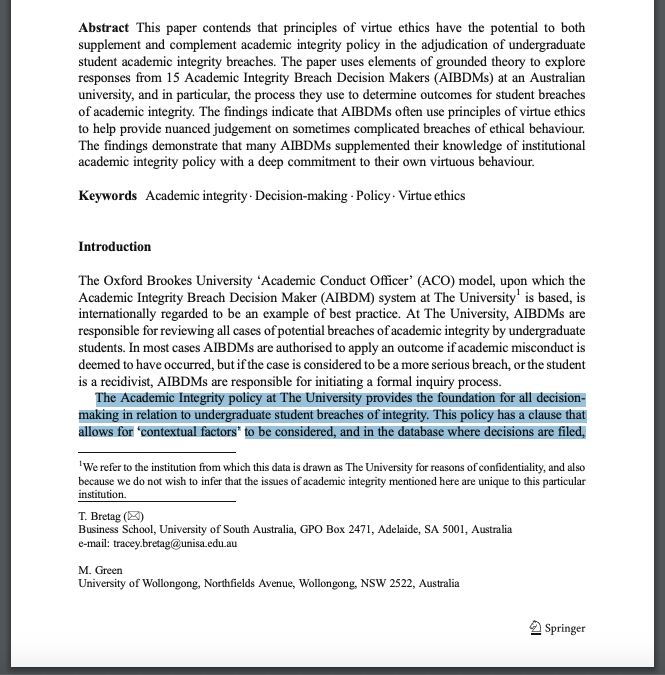 Abstract This paper contends that principles of virtue ethics have the potential to both
supplement and complement academic integrity policy in the adjudication of undergraduate
student academic integrity breaches. The paper uses elements of grounded theory to explore
responses from 15 Academic Integrity Breach Decision Makers (AIBDMs) at an Australian
university, and in particular, the process they use to determine outcomes for student breaches
of academic integrity. The findings indicate that AIBDMs often use principles of virtue ethics
to help provide nuanced judgement on sometimes complicated breaches of ethical behaviour.
The findings demonstrate that many AIBDMs supplemented their knowledge of institutional
academic integrity policy with a deep commitment to their own virtuous behaviour.
Keywords Academic integrity · Decision-making · Policy · Virtue ethics
Introduction
The Oxford Brookes University ‘Academic Conduct Officer’ (ACO) model, upon which the
Academic Integrity Breach Decision Maker (AIBDM) system at The University¹ is based, is
internationally regarded to be an example of best practice. At The University, AIBDMs are
responsible for reviewing all cases of potential breaches of academic integrity by undergraduate
students. In most cases AIBDMs are authorised to apply an outcome if academic misconduct is
deemed to have occurred, but if the case is considered to be a more serious breach, or the student
is a recidivist, AIBDMs are responsible for initiating a formal inquiry process.
The Academic Integrity policy at The University provides the foundation for all decision-
making in relation to undergraduate student breaches of integrity. This policy has a clause that
allows for ‘contextual factors’ to be considered, and in the database where decisions are filed,
¹We refer to the institution from which this data is drawn as The University for reasons of confidentiality, and also
because we do not wish to infer that the issues of academic integrity mentioned here are unique to this particular
institution.
T. Bretag (✉)
Business School, University of South Australia, GPO Box 2471, Adelaide, SA 5001, Australia
e-mail: tracey.bretag@unisa.edu.au
M. Green
University of Wollongong, Northfields Avenue, Wollongong, NSW 2522, Australia
Springer